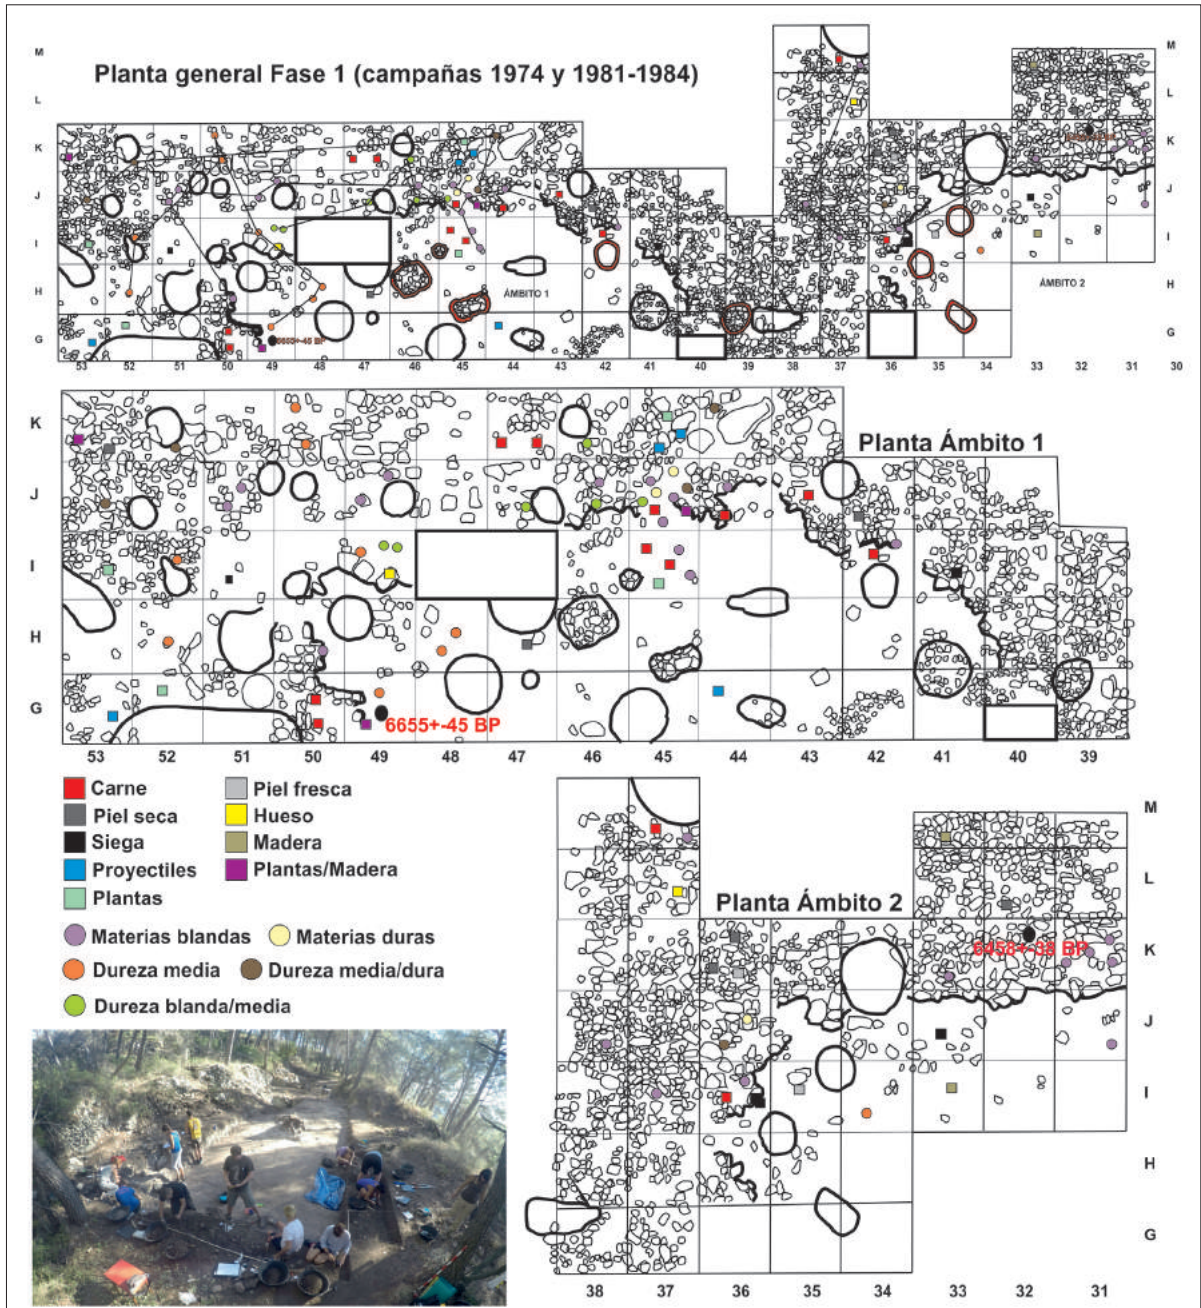 Planta general Fase 1 (campañas 1974 y 1981-1984)
M M
L L
K K
J J
I I
H ÁMBITO 1 ÁMBITO 2 H
G 6655+-45 BP G
53 52 51 50 49 48 47 46 45 44 43 42 41 40 39 38 37 36 35 34 33 32 31 30
Planta Ámbito 1
K
J
I
H
G
6655+-45 BP
53 52 51 50 49 48 47 46 45 44 43 42 41 40 39
Carne
Piel fresca
Piel seca
Hueso
Siega
Madera
Proyectiles
Plantas/Madera
Plantas
Materias blandas
Materias duras
Dureza media
Dureza media/dura
Dureza blanda/media
Planta Ámbito 2
M
L
K
J
I
H
G
6458+-38 BP
38 37 36 35 34 33 32 31